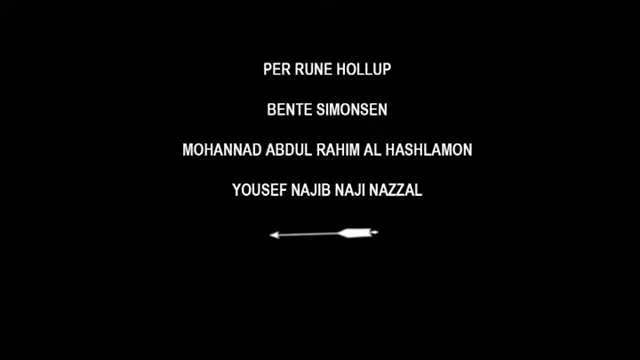 PER RUNE HOLLUP
BENTE SIMONSEN
MOHANNAD ABDUL RAHIM AL HASHLAMON
YOUSEF NAJIB NAJI NAZZAL